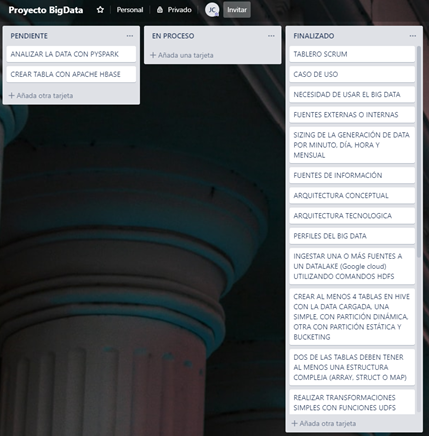 Proyecto BigData
Personal
Privado
JC
Invitar
PENDIENTE
ANALIZAR LA DATA CON PYSPARK
CREAR TABLA CON APACHE HBASE
+ Añada otra tarjeta
EN PROCESO
+ Añada una tarjeta
FINALIZADO
TABLERO SCRUM
CASO DE USO
NECESIDAD DE USAR EL BIG DATA
FUENTES EXTERNAS O INTERNAS
SIZING DE LA GENERACIÓN DE DATA
POR MINUTO, DÍA, HORA Y
MENSUAL
FUENTES DE INFORMACIÓN
ARQUITECTURA CONCEPTUAL
ARQUITECTURA TECNOLOGICA
PERFILES DEL BIG DATA
INGESTAR UNA O MÁS FUENTES A
UN DATALAKE (Google cloud)
UTILIZANDO COMANDOS HDFS
CREAR AL MENOS 4 TABLAS EN HIVE
CON LA DATA CARGADA, UNA
SIMPLE, CON PARTICIÓN DINÁMICA,
OTRA CON PARTICIÓN ESTÁTICA Y
BUCKETING
DOS DE LAS TABLAS DEBEN TENER
AL MENOS UNA ESTRUCTURA
COMPLEJA (ARRAY, STRUCT O MAP)
REALIZAR TRANSFORMACIONES
SIMPLES CON FUNCIONES UDFS
+ Añada otra tarjeta